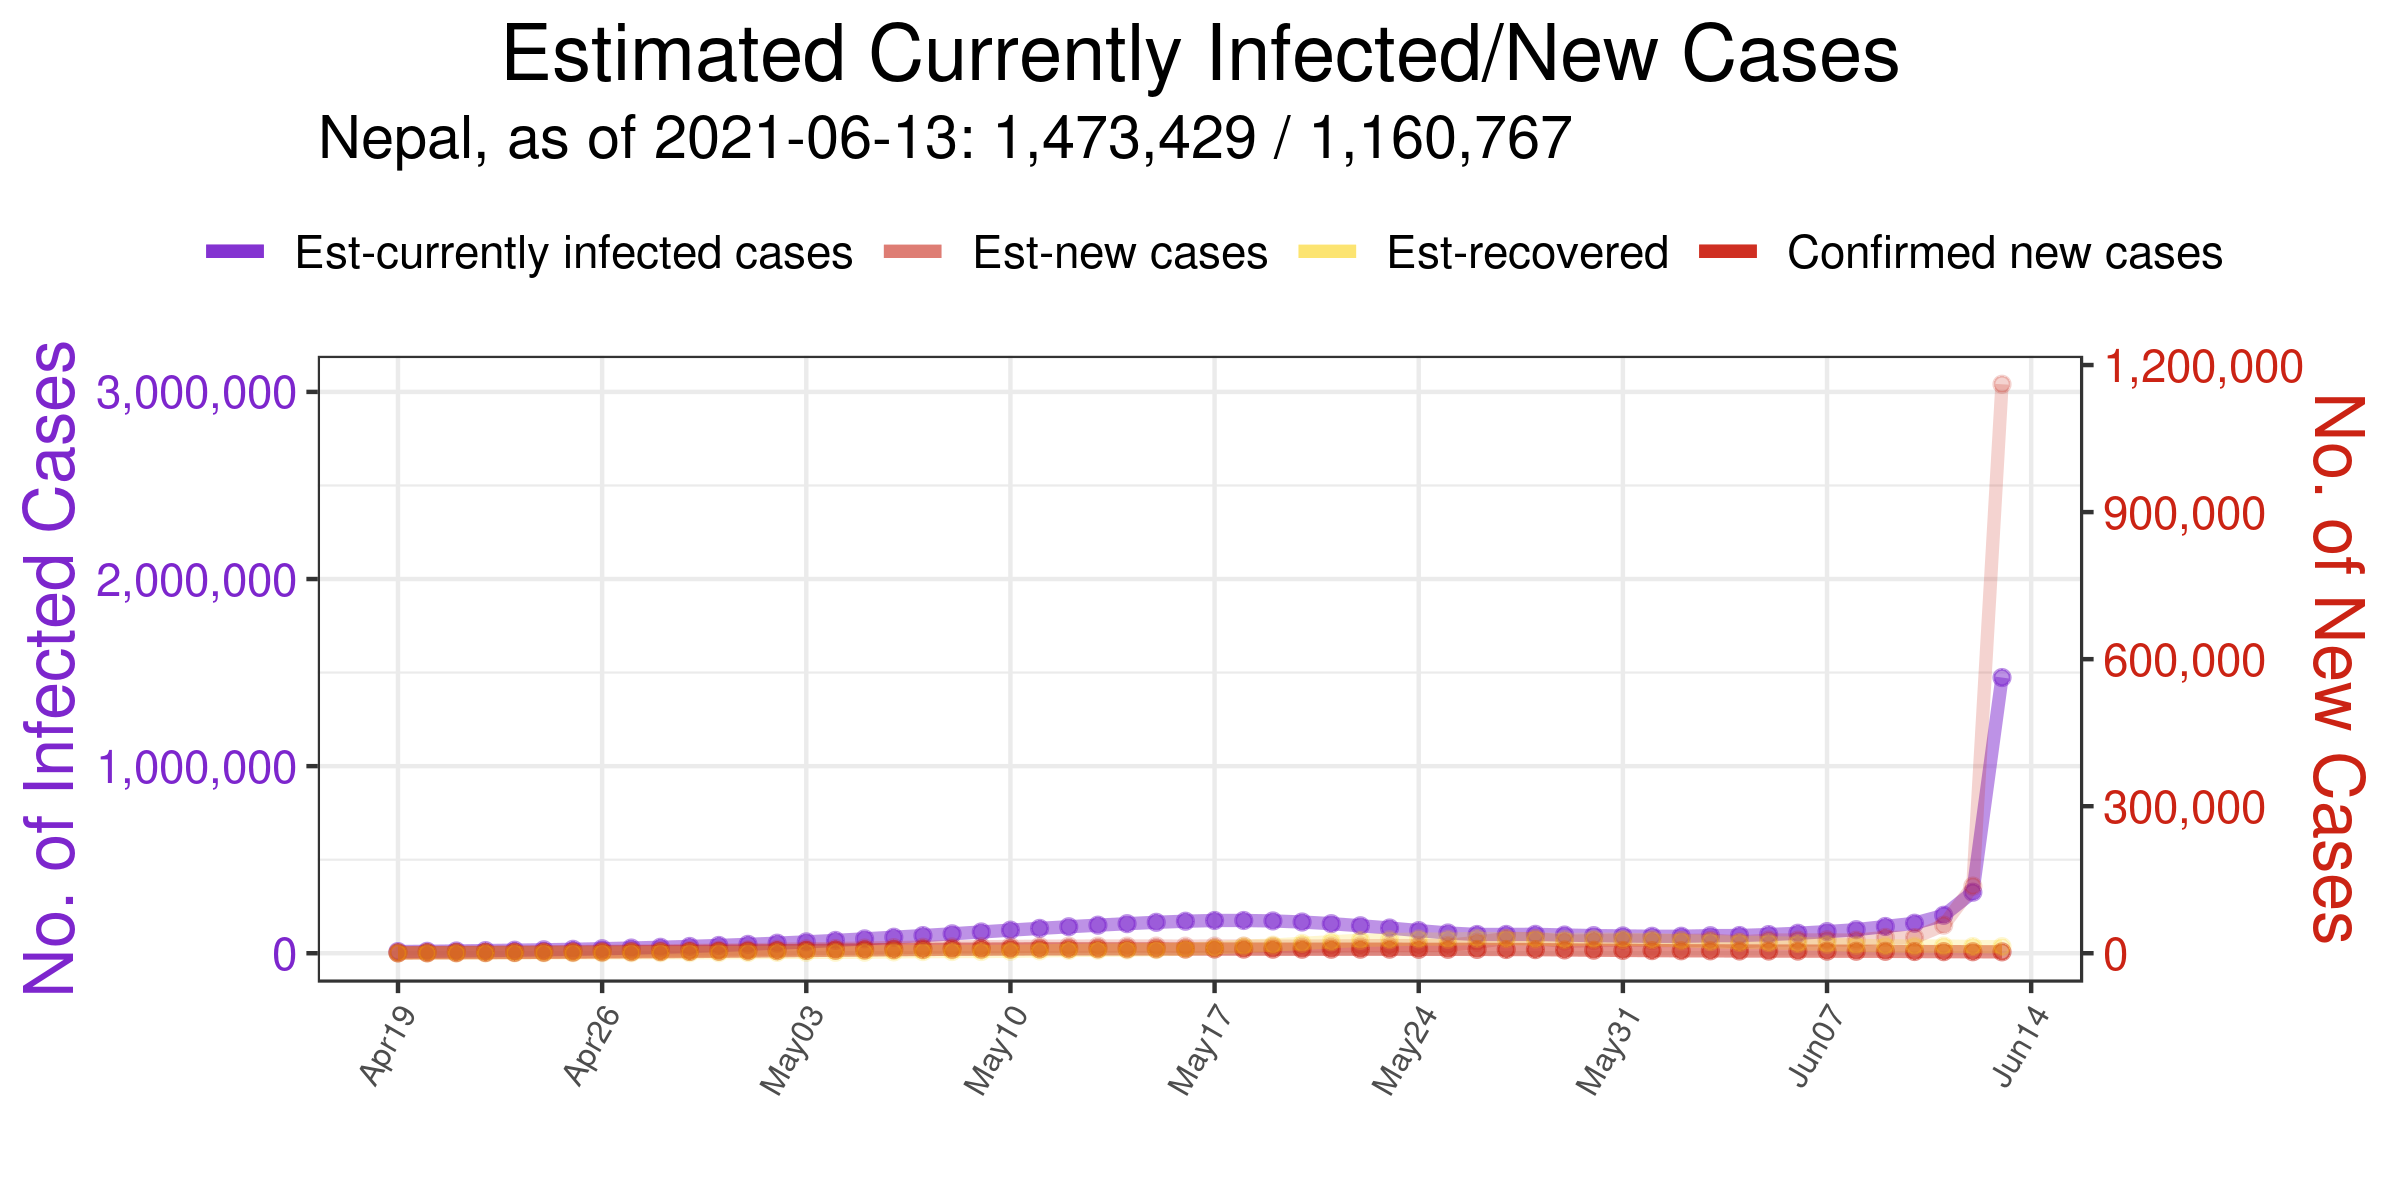 Estimated Currently Infected/New Cases
Nepal, as of 2021-06-13: 1,473,429 / 1,160,767
Est-currently infected cases Est-new cases Est-recovered Confirmed new cases
No. of Infected Cases
3,000,000
2,000,000
1,000,000
0
1,200,000
900,000
600,000
300,000
0
No. of New Cases
Apr19 Apr26 May03 May10 May17 May24 May31 Jun07 Jun14